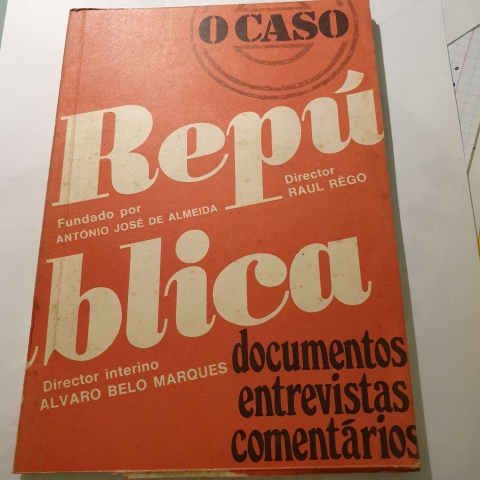 O CASO
Repú
Fundado por
ANTÓNIO JOSÉ DE ALMEIDA
Director
RAUL RÊGO
blica
Director interino
ALVARO BELO MARQUES
documentos
entrevistas
comentários